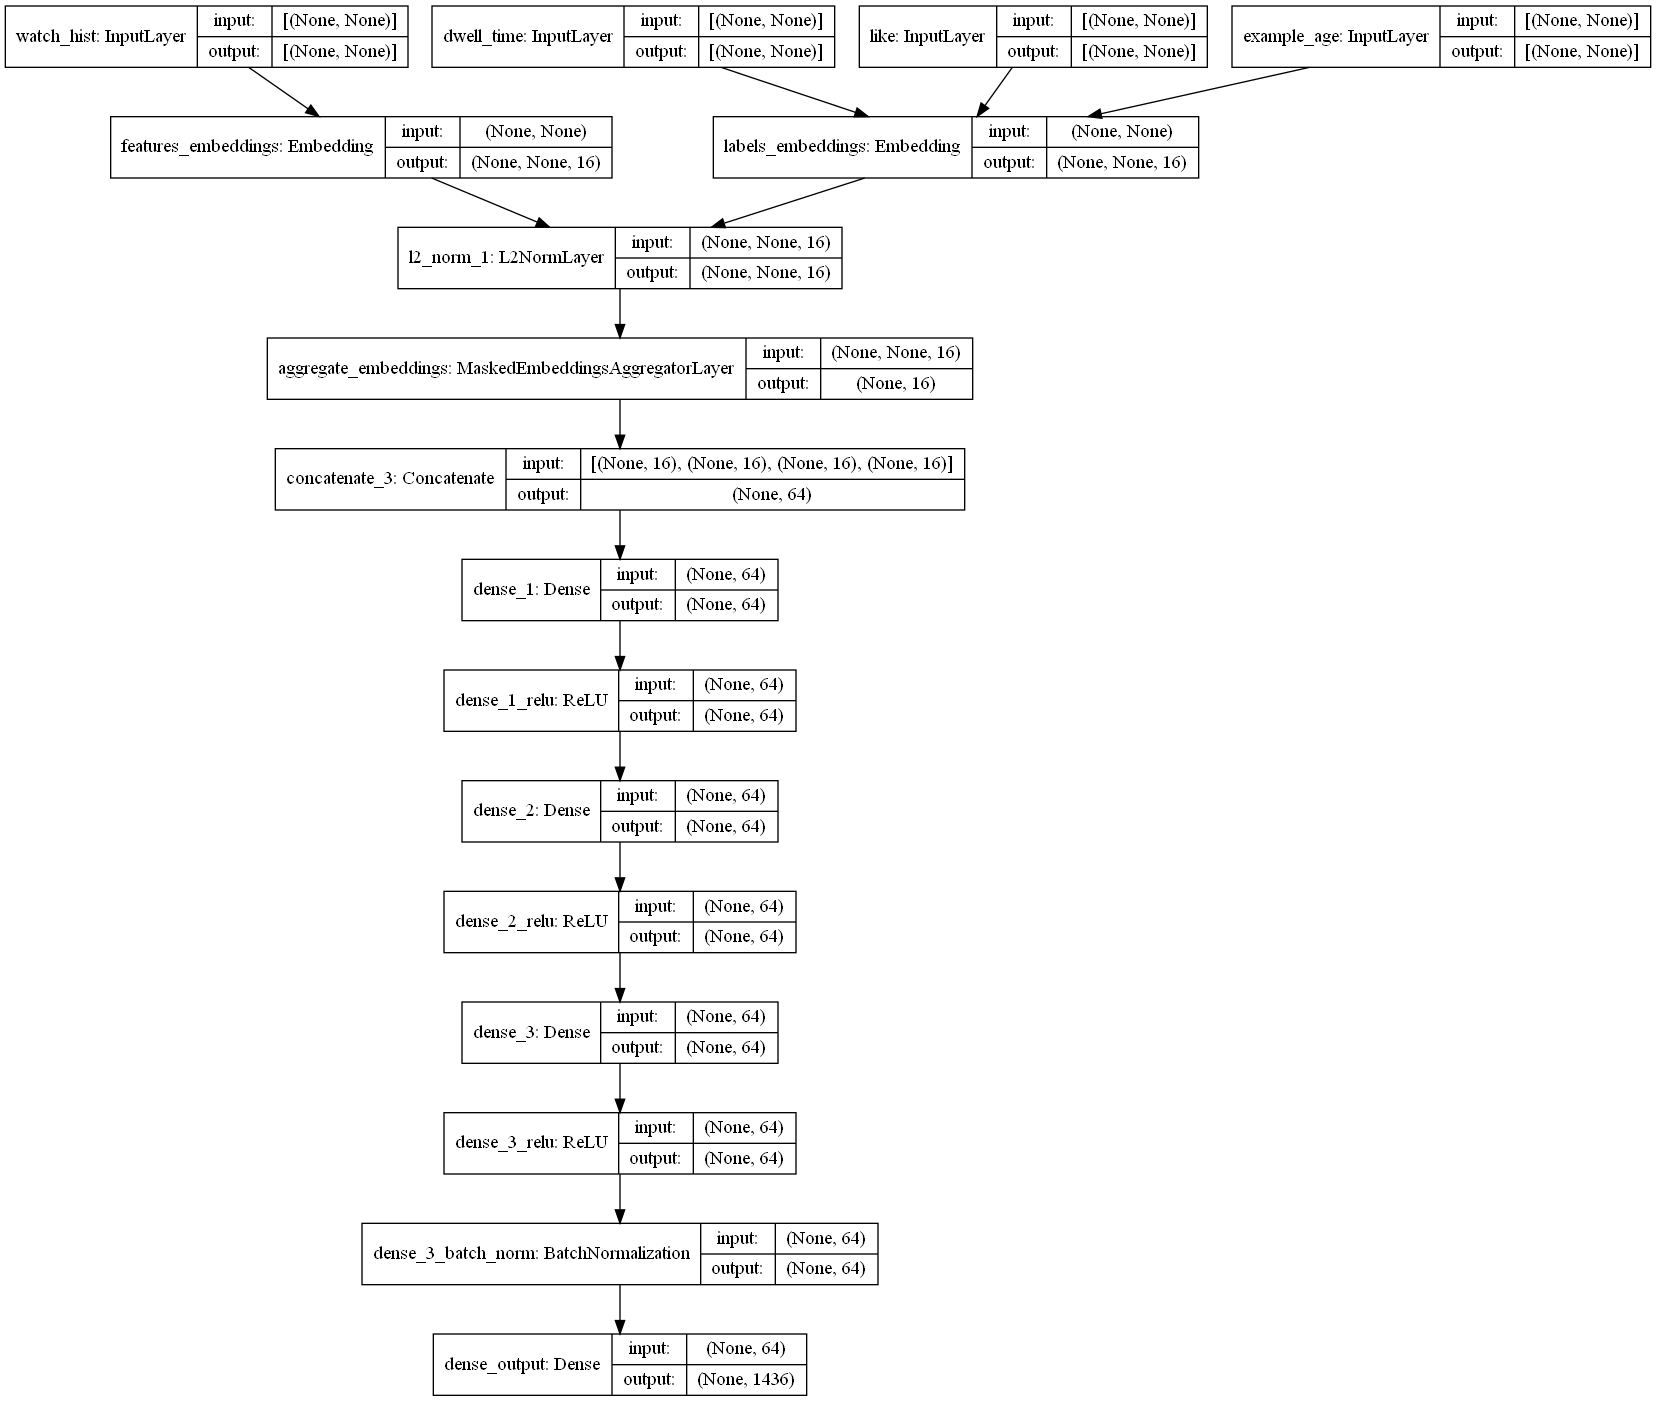 watch_hist: InputLayer
input: [(None, None)]
output: [(None, None)]
dwell_time: InputLayer
input: [(None, None)]
output: [(None, None)]
like: InputLayer
input: [(None, None)]
output: [(None, None)]
example_age: InputLayer
input: [(None, None)]
output: [(None, None)]
features_embeddings: Embedding
input: (None, None)
output: (None, None, 16)
labels_embeddings: Embedding
input: (None, None)
output: (None, None, 16)
l2_norm_1: L2NormLayer
input: (None, None, 16)
output: (None, None, 16)
aggregate_embeddings: MaskedEmbeddingsAggregatorLayer
input: (None, None, 16)
output: (None, 16)
concatenate_3: Concatenate
input: [(None, 16), (None, 16), (None, 16), (None, 16)]
output: (None, 64)
dense_1: Dense
input: (None, 64)
output: (None, 64)
dense_1_relu: ReLU
input: (None, 64)
output: (None, 64)
dense_2: Dense
input: (None, 64)
output: (None, 64)
dense_2_relu: ReLU
input: (None, 64)
output: (None, 64)
dense_3: Dense
input: (None, 64)
output: (None, 64)
dense_3_relu: ReLU
input: (None, 64)
output: (None, 64)
dense_3_batch_norm: BatchNormalization
input: (None, 64)
output: (None, 64)
dense_output: Dense
input: (None, 64)
output: (None, 1436)